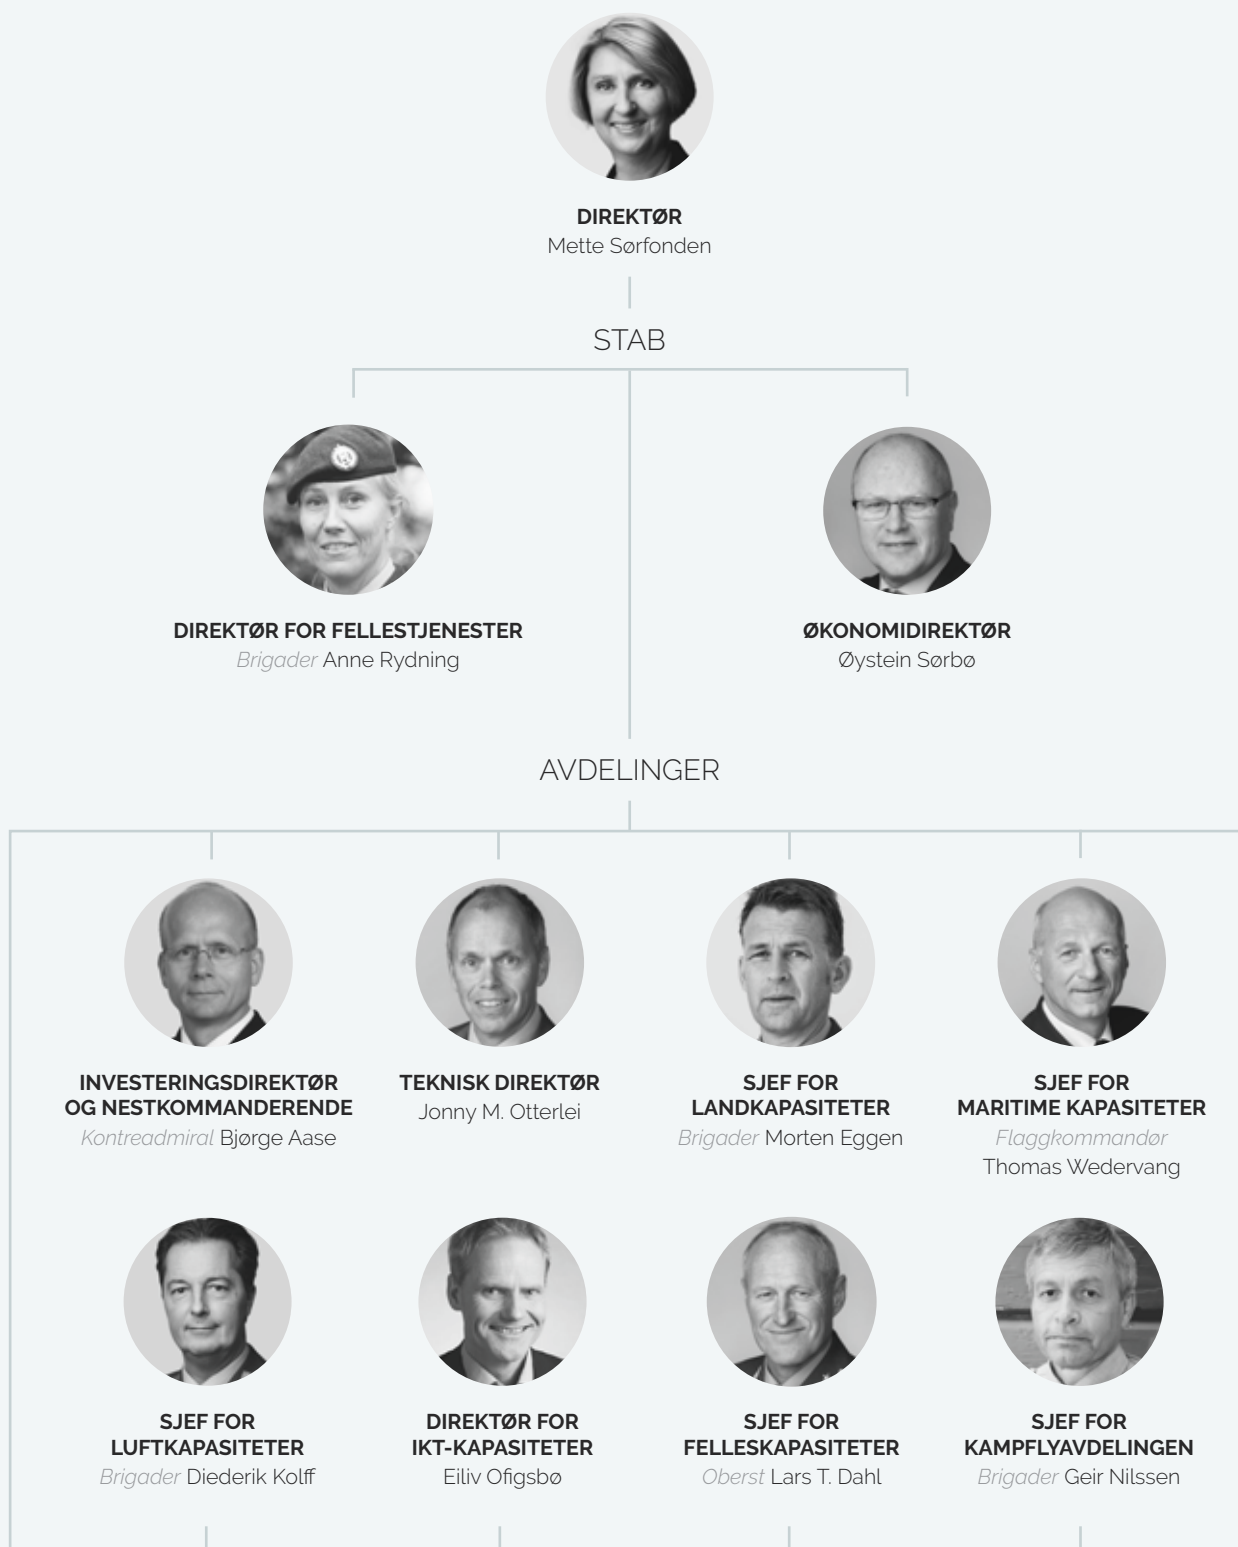 DIREKTØR
Mette Sørfonden
STAB
DIREKTØR FOR FELLESTJENESTER
Brigader Anne Rydning
ØKONOMIDIREKTØR
Øystein Sørbø
AVDELINGER
INVESTERINGSDIREKTØR
OG NESTKOMMANDERENDE
Kontreadmiral Bjørge Aase
TEKNISK DIREKTØR
Jonny M. Otterlei
SJEF FOR
LANDKAPASITETER
Brigader Morten Eggen
SJEF FOR
MARITIME KAPASITETER
Flaggkommandør
Thomas Wedervang
SJEF FOR
LUFTKAPASITETER
Brigader Diederik Kolff
DIREKTØR FOR
IKT-KAPASITETER
Eiliv Ofigsbø
SJEF FOR
FELLESKAPASITETER
Oberst Lars T. Dahl
SJEF FOR
KAMPFLYAVDELINGEN
Brigader Geir Nilssen